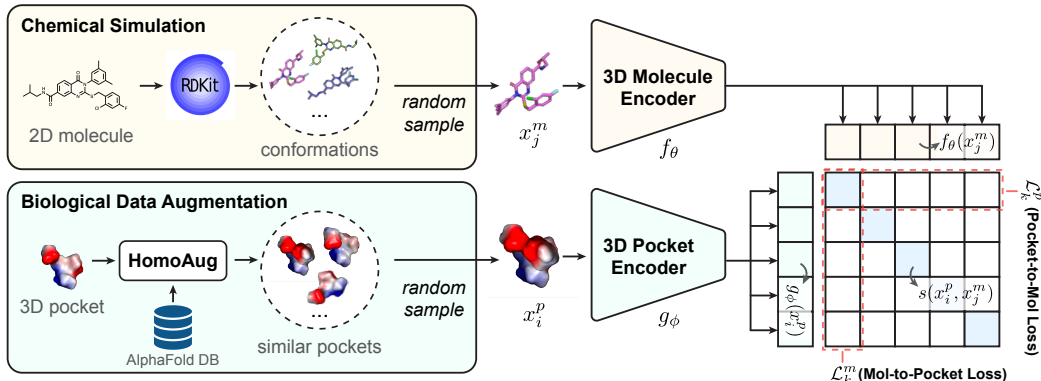 Chemical Simulation
RDKit
2D molecule
...
conformations
random
sample
x_j^m
3D Molecule
Encoder
f_θ
f_θ(x_j^m)
Biological Data Augmentation
HomoAug
3D pocket
AlphaFold DB
...
similar pockets
random
sample
x_i^p
3D Pocket
Encoder
g_ϕ
g_ϕ(x_i^p)
s(x_i^p, x_j^m)
ℒ_k^p (Pocket-to-Mol Loss)
ℒ_k^m (Mol-to-Pocket Loss)